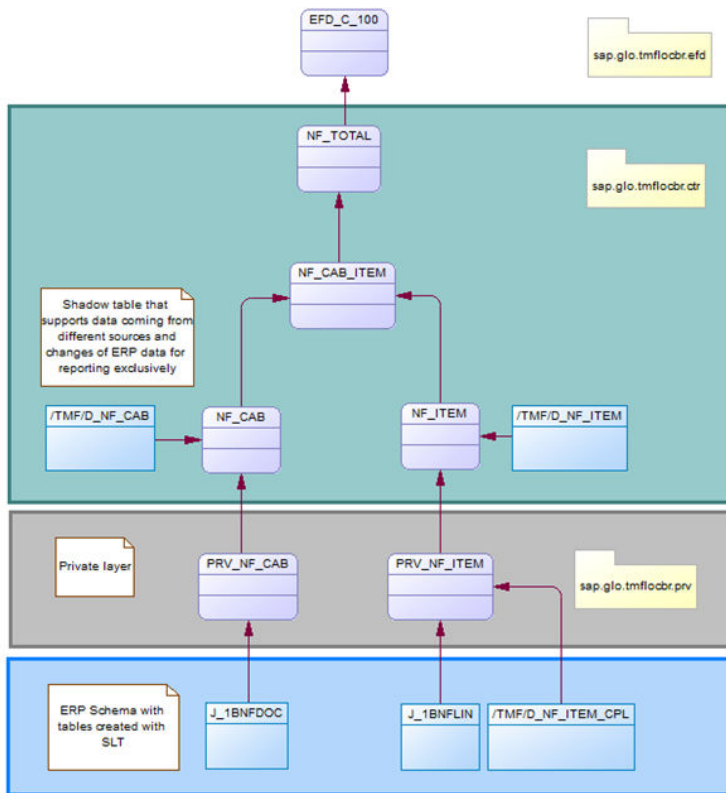 EFD_C_100
sap.glo.tmflocbr.efd
NF_TOTAL
sap.glo.tmflocbr.ctr
NF_CAB_ITEM
Shadow table that
supports data coming from
different sources and
changes of ERP data for
reporting exclusively
/TMF/D_NF_CAB
NF_CAB
NF_ITEM
/TMF/D_NF_ITEM
Private layer
PRV_NF_CAB
PRV_NF_ITEM
sap.glo.tmflocbr.prv
ERP Schema with
tables created with
SLT
J_1BNFDOC
J_1BNFLIN
/TMF/D_NF_ITEM_CPL